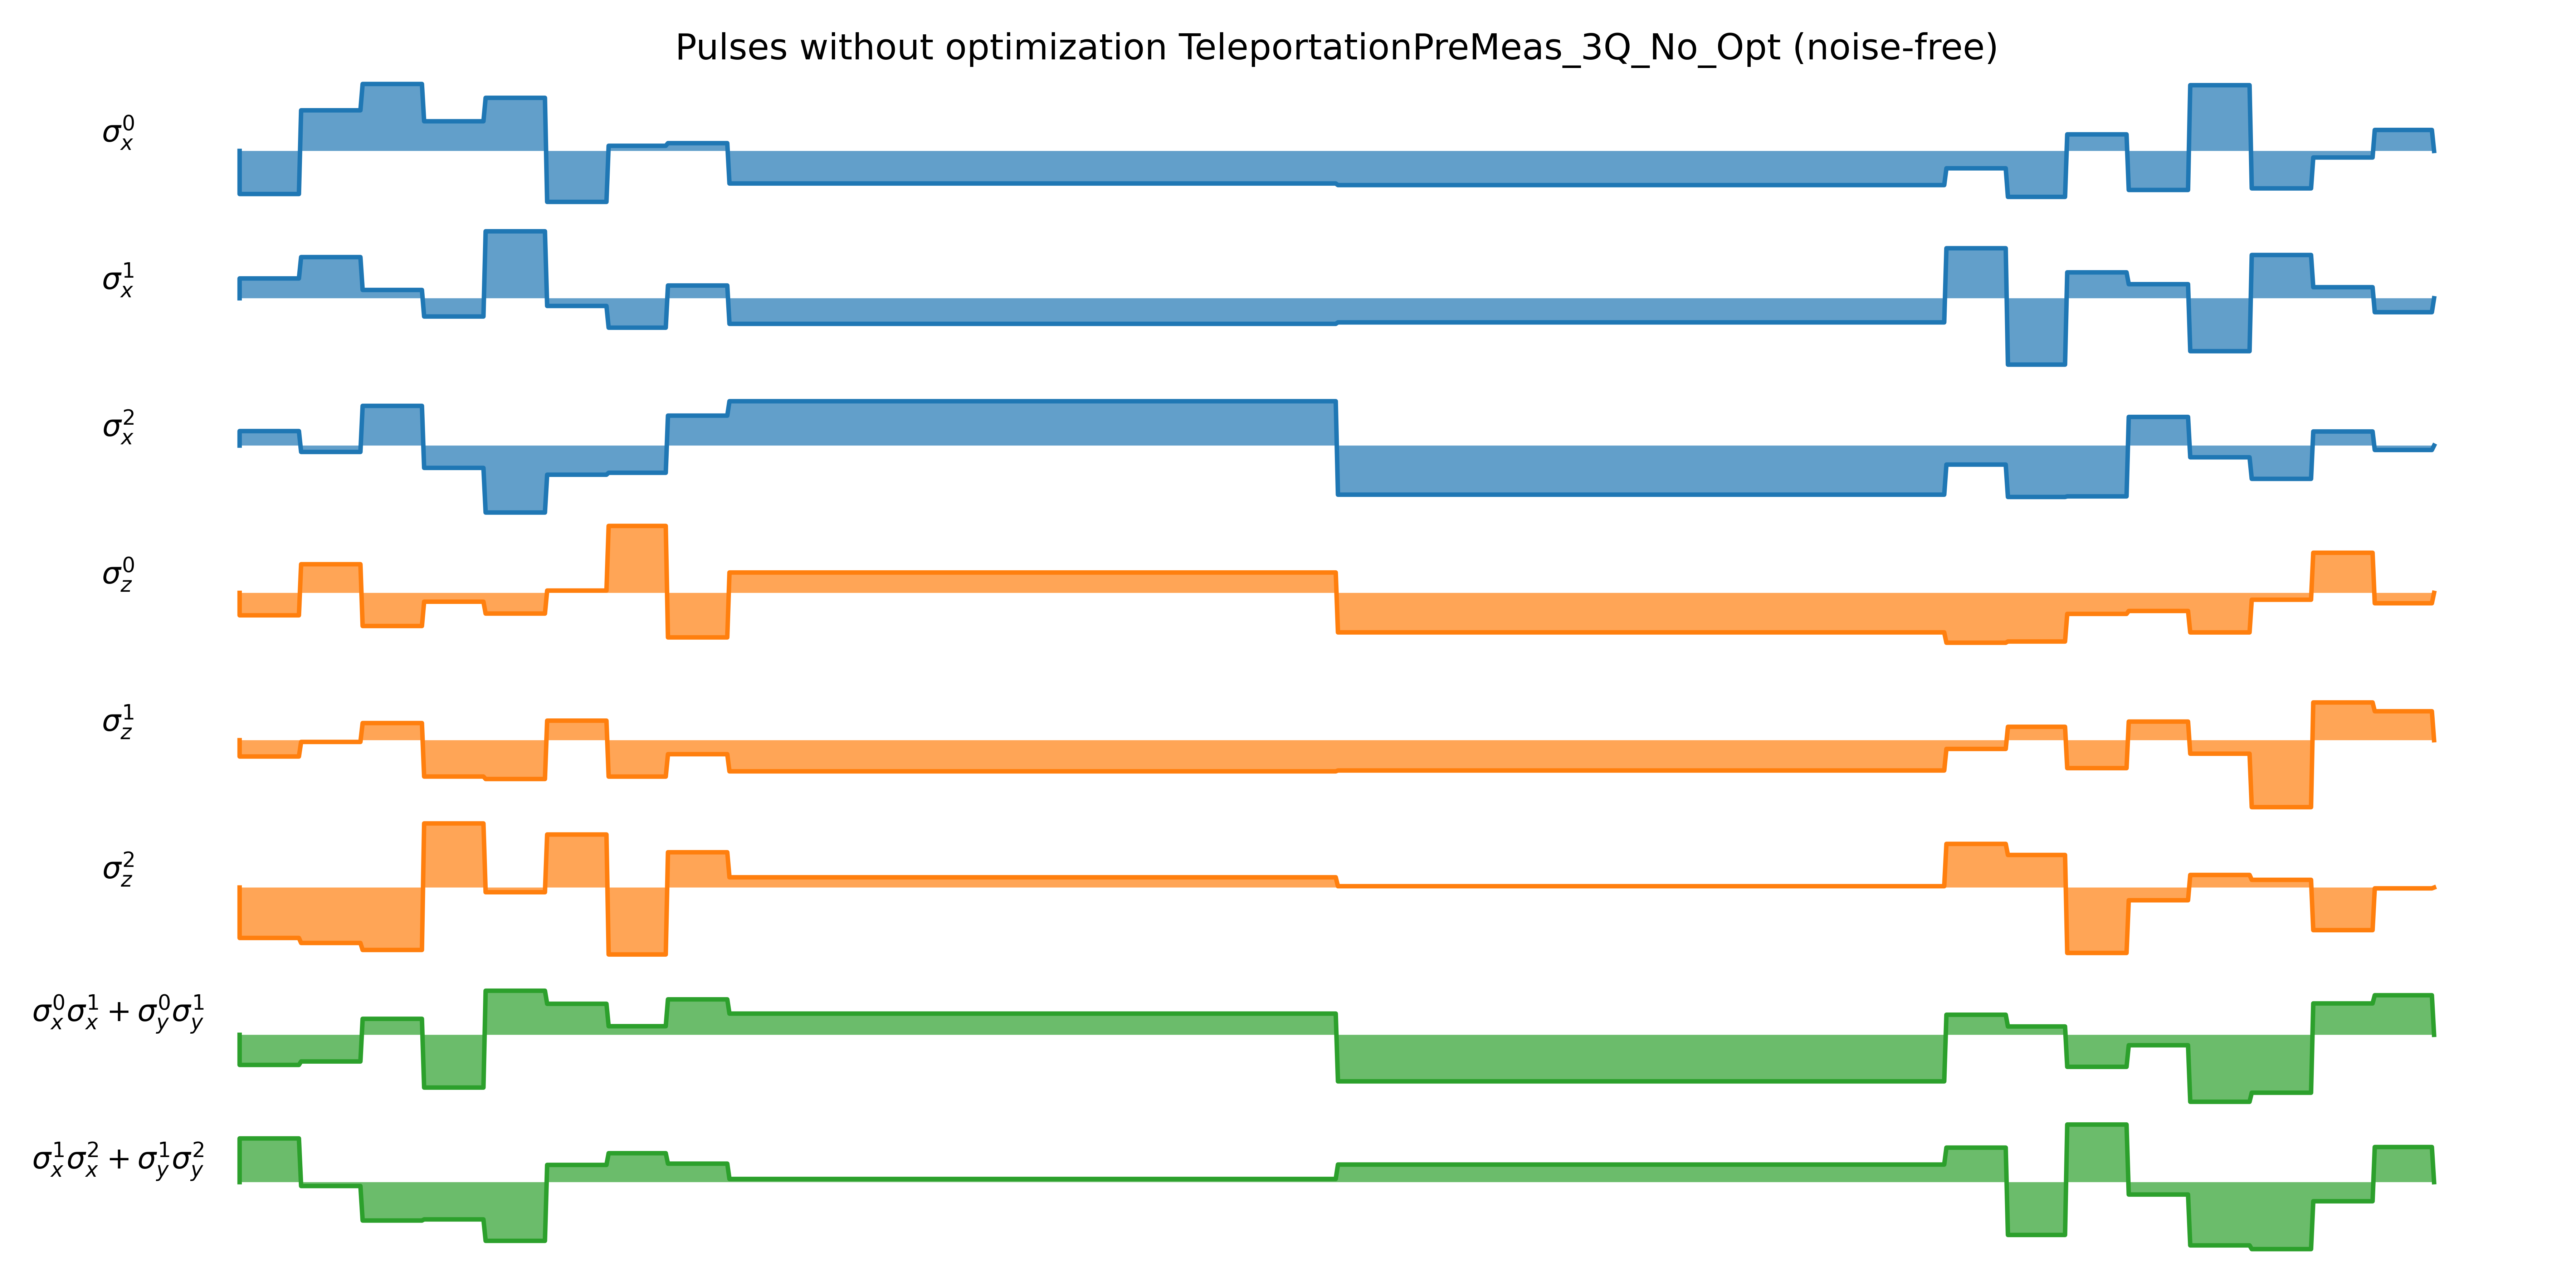 Pulses without optimization TeleportationPreMeas_3Q_No_Opt (noise-free)
σ_x^0
σ_x^1
σ_x^2
σ_z^0
σ_z^1
σ_z^2
σ_x^0σ_x^1 + σ_y^0σ_y^1
σ_x^1σ_x^2 + σ_y^1σ_y^2